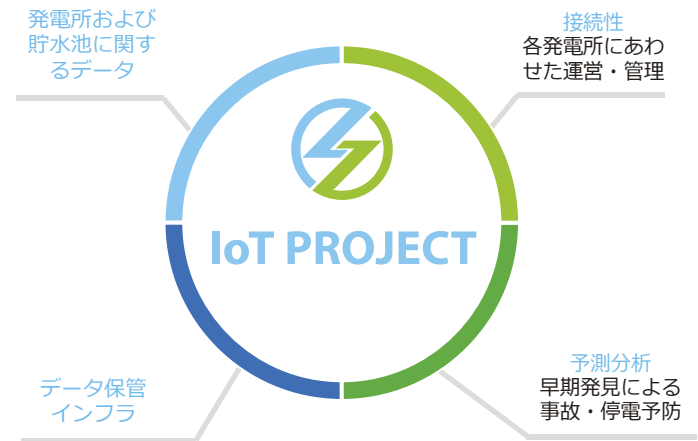 発電所および
貯水池に関す
るデータ
接続性
各発電所にあわ
せた運営・管理
IoT PROJECT
データ保管
インフラ
予測分析
早期発見による
事故・停電予防